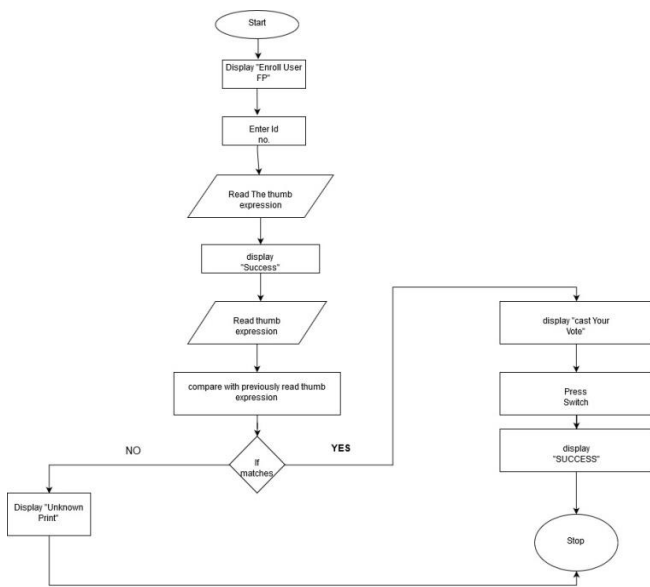 Start
Display "Enroll User
FP"
Enter Id
no.
Read The thumb
expression
display
"Success"
Read thumb
expression
compare with previously read thumb
expression
If
matches
NO
YES
Display "Unknown
Print"
display "cast Your
Vote"
Press
Switch
display
"SUCCESS"
Stop